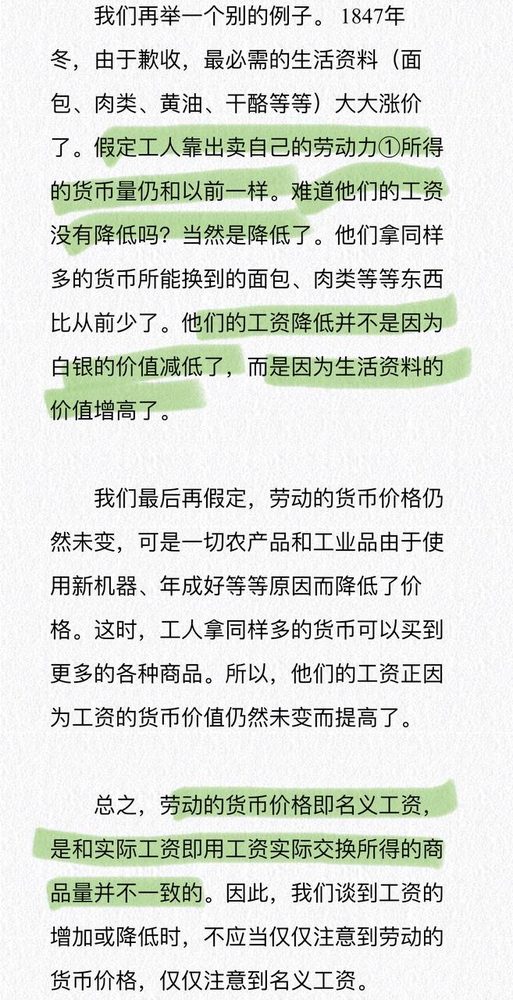 我们再举一个别的例子。 1847年
冬，由于歉收，最必需的生活资料（面
包、肉类、黄油、干酪等等）大大涨价
了。假定工人靠出卖自己的劳动力①所得
的货币量仍和以前一样。难道他们的工资
没有降低吗？当然是降低了。他们拿同样
多的货币所能换到的面包、肉类等等东西
比从前少了。他们的工资降低并不是因为
白银的价值减低了，而是因为生活资料的
价值增高了。
我们最后再假定，劳动的货币价格仍
然未变，可是一切农产品和工业品由于使
用新机器、年成好等等原因而降低了价
格。这时，工人拿同样多的货币可以买到
更多的各种商品。所以，他们的工资正因
为工资的货币价值仍然未变而提高了。
总之，劳动的货币价格即名义工资，
是和实际工资即用工资实际交换所得的商
品量并不一致的。因此，我们谈到工资的
增加或降低时，不应当仅仅注意到劳动的
货币价格，仅仅注意到名义工资。